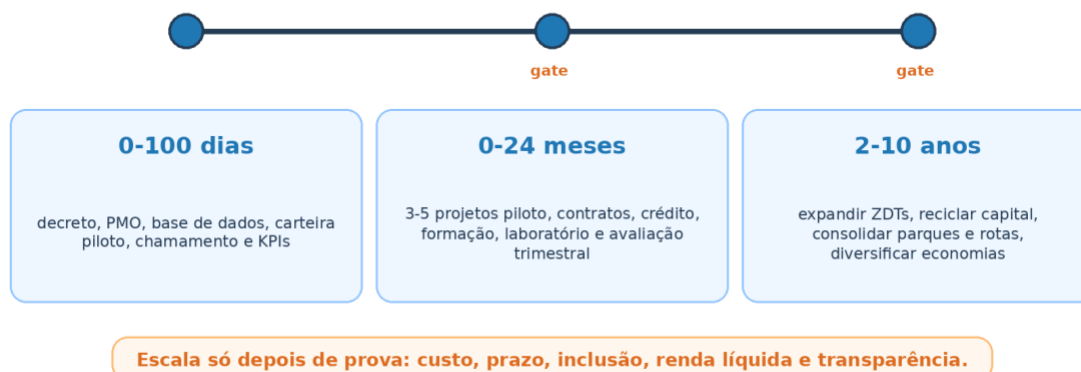 gate
gate
0-100 dias
decreto, PMO, base de dados, carteira
piloto, chamamento e KPIs
0-24 meses
3-5 projetos piloto, contratos, crédito,
formação, laboratório e avaliação
trimestral
2-10 anos
expandir ZDTs, reciclar capital,
consolidar parques e rotas,
diversificar economias
Escala só depois de prova: custo, prazo, inclusão, renda líquida e transparência.